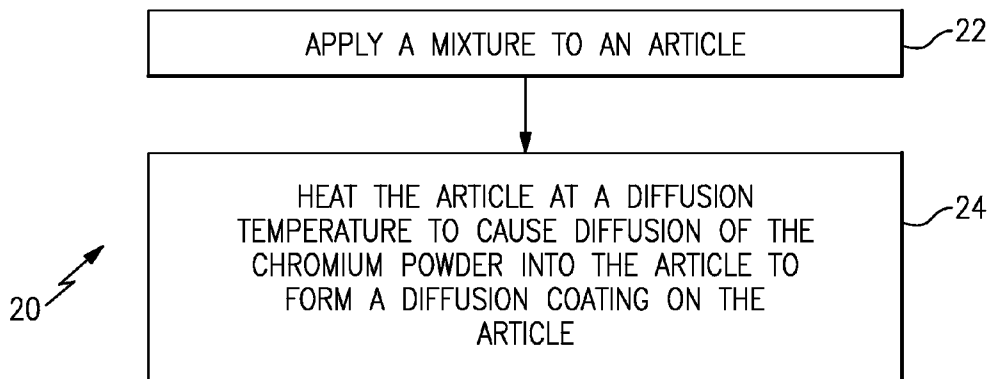 APPLY A MIXTURE TO AN ARTICLE
22
HEAT THE ARTICLE AT A DIFFUSION
TEMPERATURE TO CAUSE DIFFUSION OF THE
CHROMIUM POWDER INTO THE ARTICLE TO
FORM A DIFFUSION COATING ON THE
ARTICLE
24
20